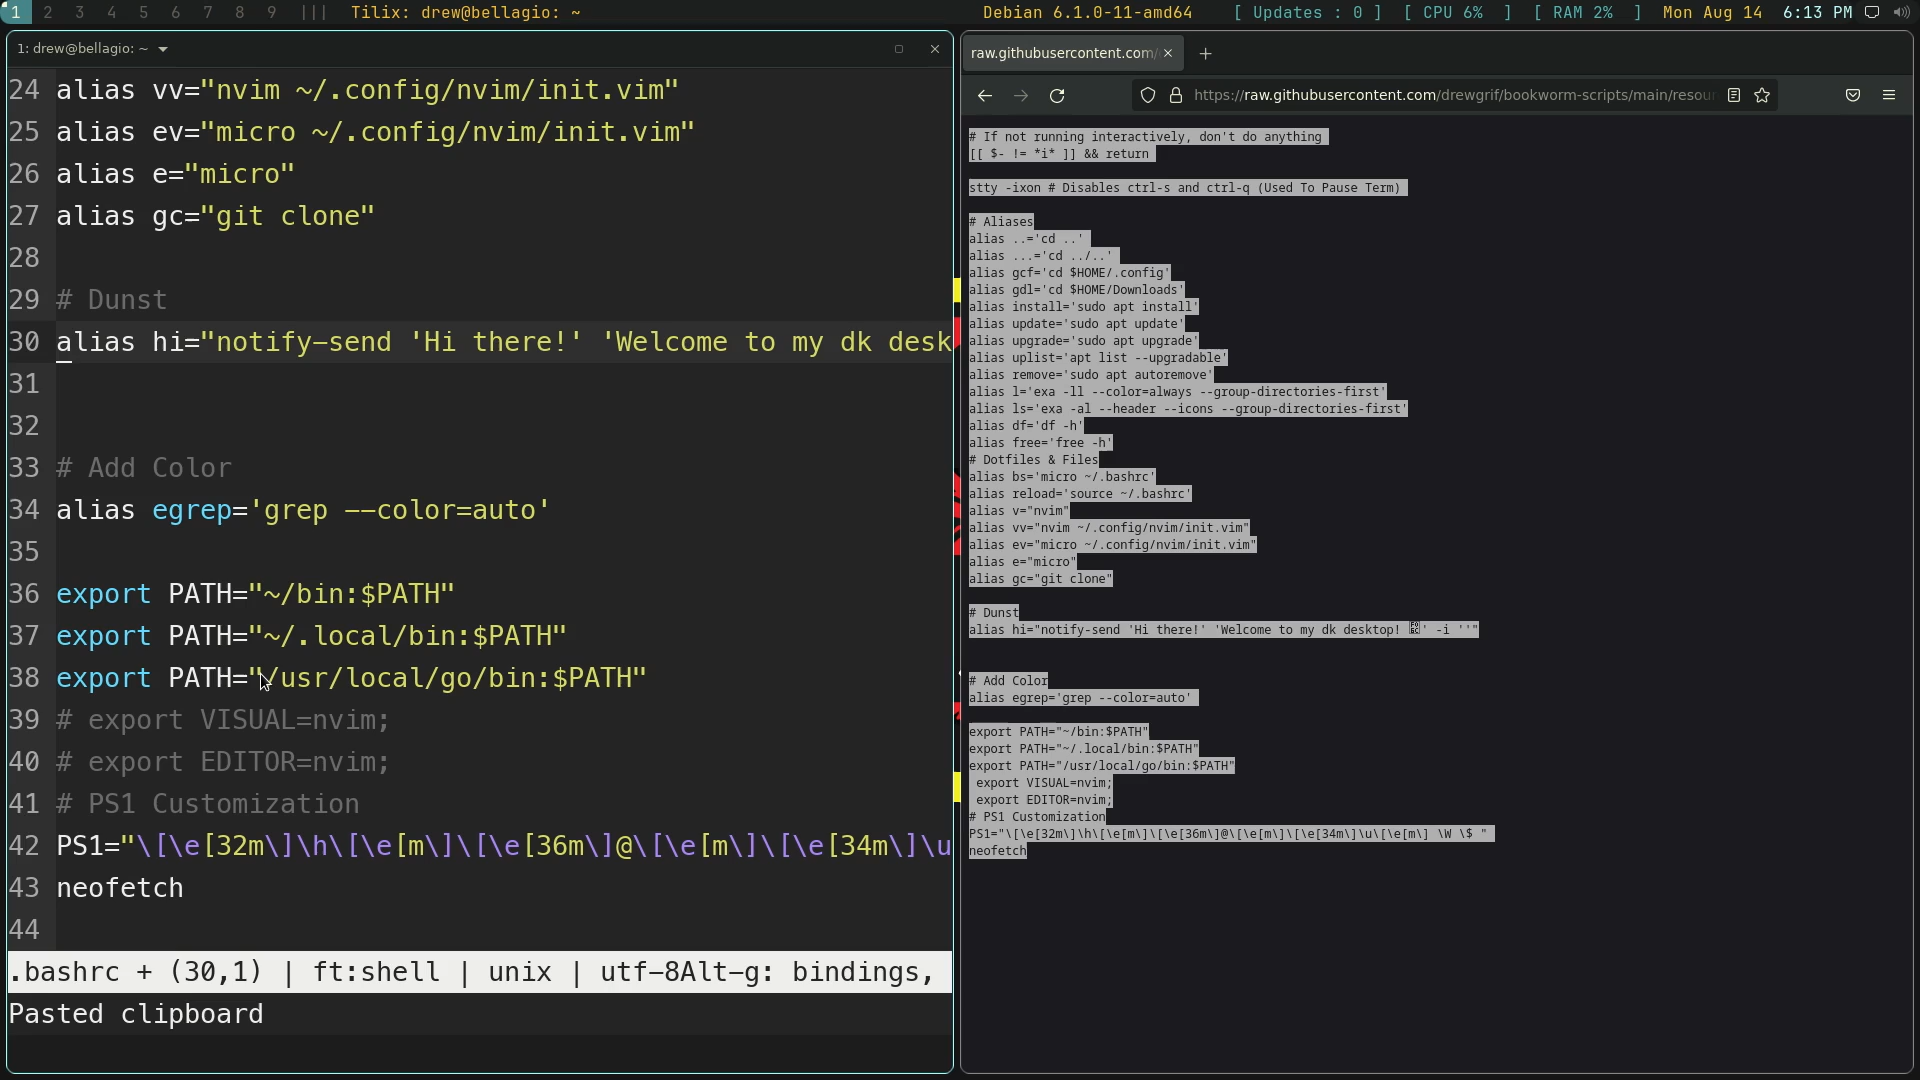 1 2 3 4 5 6 7 8 9 ||| Tilix: drew@bellagio: ~ Debian 6.1.0-11-amd64 [ Updates : 0 ] [ CPU 6% ] [ RAM 2% ] Mon Aug 14 6:13 PM
1: drew@bellagio: ~
24 alias vv="nvim ~/.config/nvim/init.vim"
25 alias ev="micro ~/.config/nvim/init.vim"
26 alias e="micro"
27 alias gc="git clone"
28
29 # Dunst
30 alias hi="notify-send 'Hi there!' 'Welcome to my dk desk
31
32
33 # Add Color
34 alias egrep='grep --color=auto'
35
36 export PATH="~/bin:$PATH"
37 export PATH="~/.local/bin:$PATH"
38 export PATH="/usr/local/go/bin:$PATH"
39 # export VISUAL=nvim;
40 # export EDITOR=nvim;
41 # PS1 Customization
42 PS1="\[\e[32m\]\h\[\e[m\]\[\e[36m\]@\[\e[m\]\[\e[34m\]\u
43 neofetch
44
.bashrc + (30,1) | ft:shell | unix | utf-8Alt-g: bindings,
Pasted clipboard
raw.githubusercontent.com/
https://raw.githubusercontent.com/drewgrif/bookworm-scripts/main/resour
# If not running interactively, don't do anything
[[ $- != *i* ]] && return
stty -ixon # Disables ctrl-s and ctrl-q (Used To Pause Term)
# Aliases
alias ..='cd ..'
alias ...='cd ../..'
alias gcf='cd $HOME/.config'
alias gdl='cd $HOME/Downloads'
alias install='sudo apt install'
alias update='sudo apt update'
alias upgrade='sudo apt upgrade'
alias uplist='apt list --upgradable'
alias remove='sudo apt autoremove'
alias l='exa -ll --color=always --group-directories-first'
alias ls='exa -al --header --icons --group-directories-first'
alias df='df -h'
alias free='free -h'
# Dotfiles & Files
alias bs='micro ~/.bashrc'
alias reload='source ~/.bashrc'
alias v="nvim"
alias vv="nvim ~/.config/nvim/init.vim"
alias ev="micro ~/.config/nvim/init.vim"
alias e="micro"
alias gc="git clone"
# Dunst
alias hi="notify-send 'Hi there!' 'Welcome to my dk desktop! ' -i ''"
# Add Color
alias egrep='grep --color=auto'
export PATH="~/bin:$PATH"
export PATH="~/.local/bin:$PATH"
export PATH="/usr/local/go/bin:$PATH"
export VISUAL=nvim;
export EDITOR=nvim;
# PS1 Customization
PS1="\[\e[32m\]\h\[\e[m\]\[\e[36m\]@\[\e[m\]\[\e[34m\]\u\[\e[m\] \W \$ "
neofetch